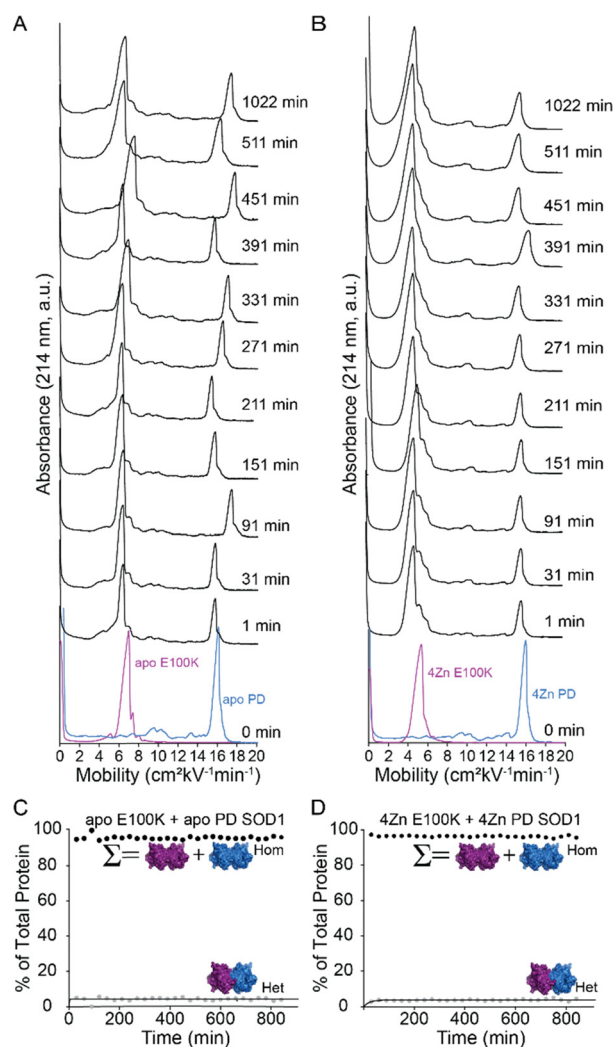 A
Absorbance (214 nm, a.u.)
1022 min
511 min
451 min
391 min
331 min
271 min
211 min
151 min
91 min
31 min
1 min
apo E100K
apo PD
0 min
0 2 4 6 8 10 12 14 16 18 20
Mobility (cm²kV⁻¹min⁻¹)
B
Absorbance (214 nm, a.u.)
1022 min
511 min
451 min
391 min
331 min
271 min
211 min
151 min
91 min
31 min
1 min
4Zn E100K
4Zn PD
0 min
0 2 4 6 8 10 12 14 16 18 20
Mobility (cm²kV⁻¹min⁻¹)
C
apo E100K + apo PD SOD1
% of Total Protein
100
80
60
40
20
0
∑= + Hom
Het
0 200 400 600 800
Time (min)
D
4Zn E100K + 4Zn PD SOD1
% of Total Protein
100
80
60
40
20
0
∑= + Hom
Het
200 400 600 800
Time (min)